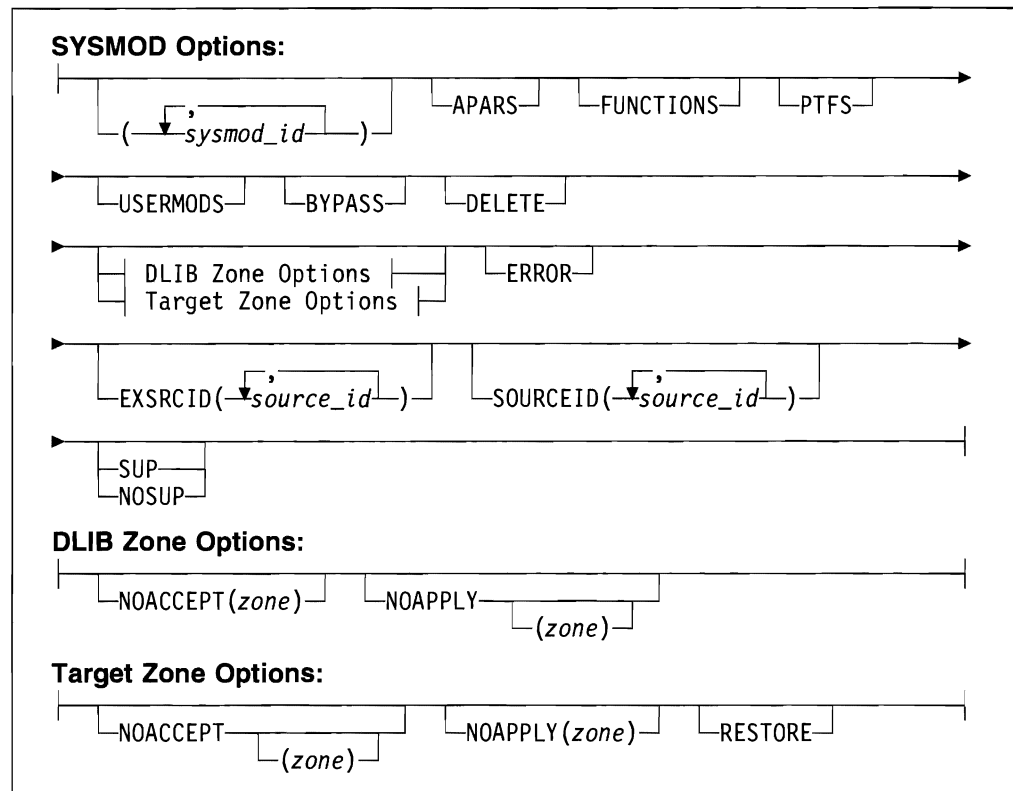 SYSMOD Options:
APARS FUNCTIONS PTFS
,
( sysmod_id )
USERMODS BYPASS DELETE
DLIB Zone Options ERROR
Target Zone Options
, ,
EXSRCID( source_id ) SOURCEID( source_id )
SUP
NOSUP
DLIB Zone Options:
NOACCEPT(zone) NOAPPLY
(zone)
Target Zone Options:
NOACCEPT NOAPPLY(zone) RESTORE
(zone)